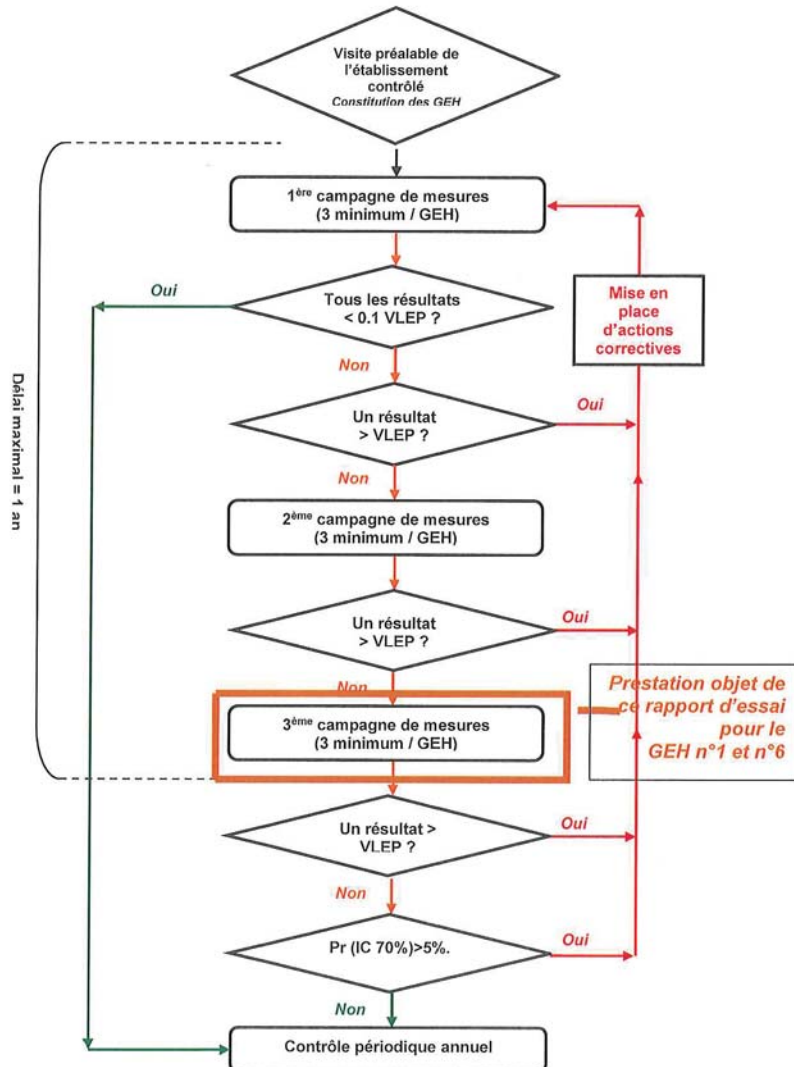 Visite préalable de
l'établissement
contrôlé
Constitution des GEH
1ère campagne de mesures
(3 minimum / GEH)
Oui
Tous les résultats
< 0.1 VLEP ?
Mise en
place
d'actions
correctives
Non
Un résultat
> VLEP ?
Oui
Non
Délai maximal = 1 an
2ème campagne de mesures
(3 minimum / GEH)
Un résultat
> VLEP ?
Oui
Non
3ème campagne de mesures
(3 minimum / GEH)
Prestation objet de
ce rapport d'essai
pour le
GEH n°1 et n°6
Un résultat >
VLEP ?
Oui
Non
Pr (IC 70%)>5%.
Oui
Non
Contrôle périodique annuel